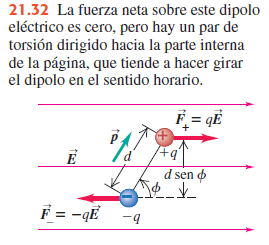 21.32 La fuerza neta sobre este dipolo
eléctrico es cero, pero hay un par de
torsión dirigido hacia la parte interna
de la página, que tiende a hacer girar
el dipolo en el sentido horario.
F⃗₊ = qE⃗
p⃗
+q
E⃗
d
d sen ϕ
ϕ
F⃗₋ = −qE⃗
−q